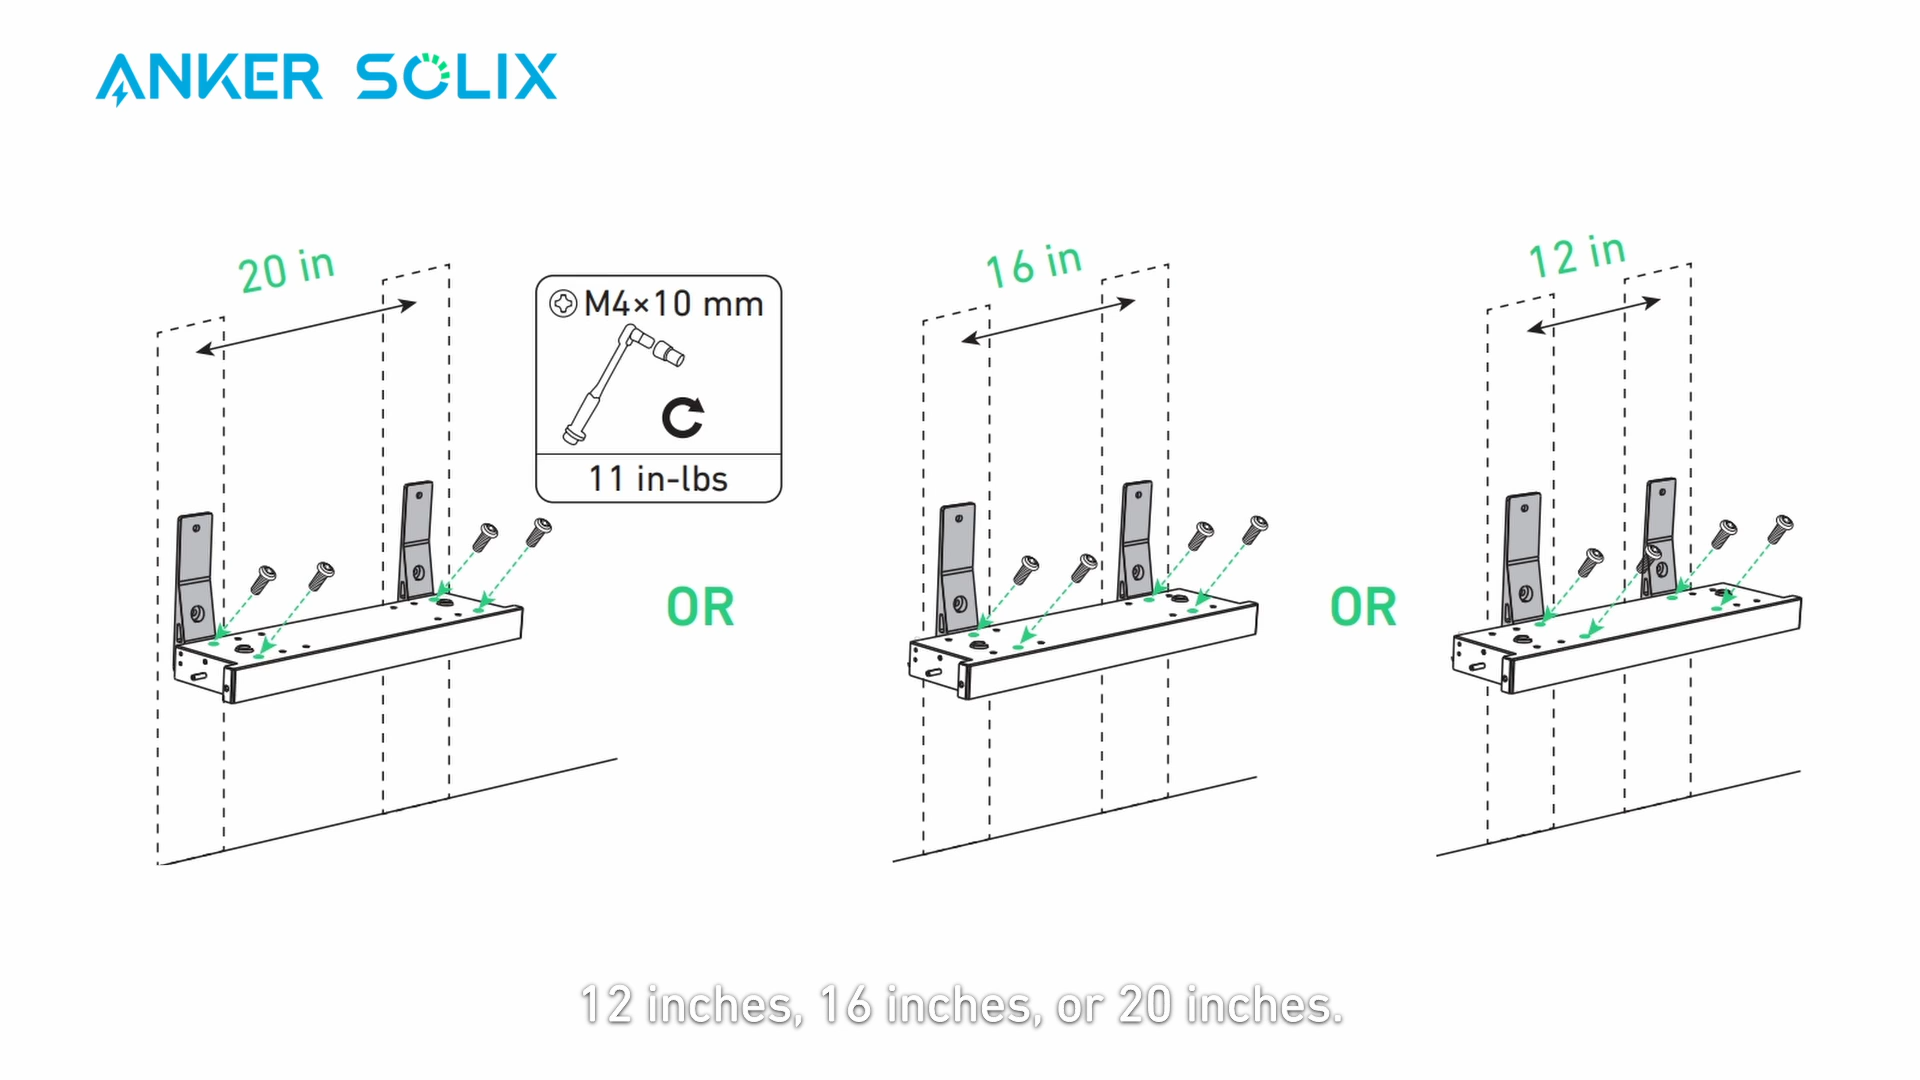 ANKER SOLIX
20 in
M4×10 mm
11 in-lbs
OR
16 in
OR
12 in
12 inches, 16 inches, or 20 inches.